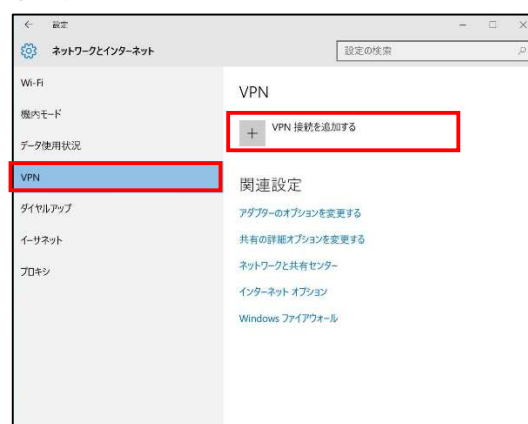 設定
ネットワークとインターネット
設定の検索
Wi-Fi
機内モード
データ使用状況
VPN
ダイヤルアップ
イーサネット
プロキシ
VPN
VPN 接続を追加する
関連設定
アダプターのオプションを変更する
共有の詳細オプションを変更する
ネットワークと共有センター
インターネット オプション
Windows ファイアウォール